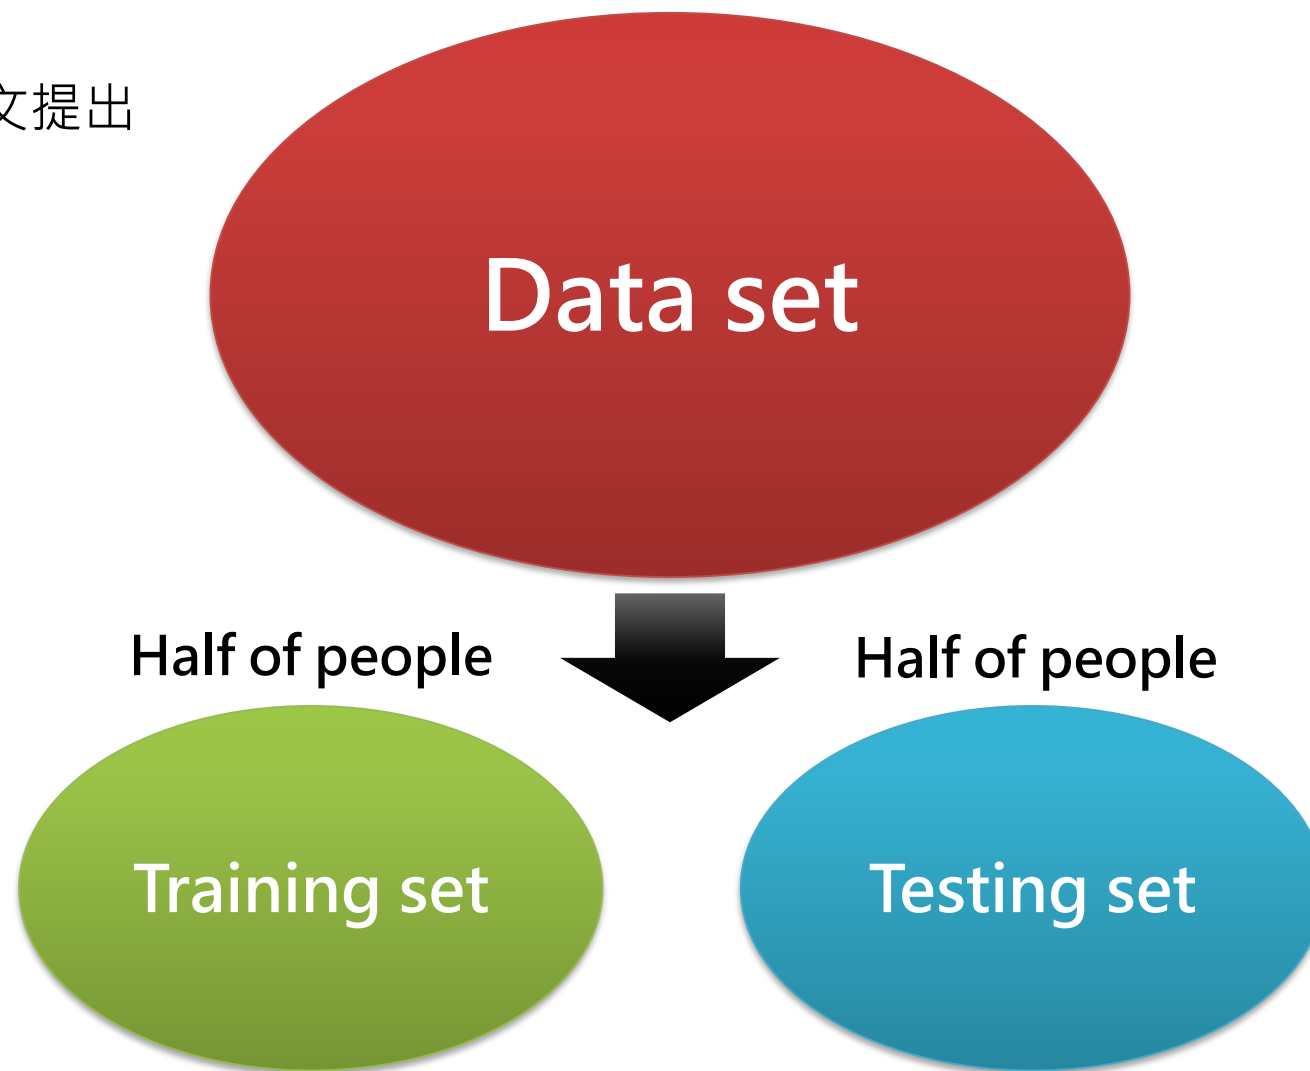 文提出
Data set
Half of people
Half of people
Training set
Testing set